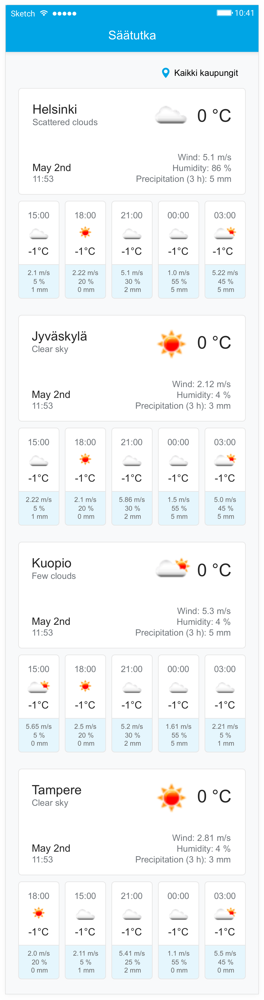 Sketch 10:41
Säätutka
Kaikki kaupungit
Helsinki
Scattered clouds
0 °C
May 2nd
11:53
Wind: 5.1 m/s
Humidity: 86 %
Precipitation (3 h): 5 mm
15:00 18:00 21:00 00:00 03:00
-1°C -1°C -1°C -1°C -1°C
2.1 m/s 2.22 m/s 5.1 m/s 1.0 m/s 5.22 m/s
5 % 20 % 30 % 55 % 45 %
1 mm 0 mm 2 mm 5 mm 5 mm
Jyväskylä
Clear sky
0 °C
May 2nd
11:53
Wind: 2.12 m/s
Humidity: 4 %
Precipitation (3 h): 3 mm
15:00 18:00 21:00 00:00 03:00
-1°C -1°C -1°C -1°C -1°C
2.22 m/s 2.1 m/s 5.86 m/s 1.5 m/s 5.0 m/s
5 % 20 % 30 % 55 % 45 %
1 mm 0 mm 2 mm 5 mm 5 mm
Kuopio
Few clouds
0 °C
May 2nd
11:53
Wind: 5.3 m/s
Humidity: 4 %
Precipitation (3 h): 5 mm
15:00 18:00 21:00 00:00 03:00
-1°C -1°C -1°C -1°C -1°C
5.65 m/s 2.5 m/s 5.2 m/s 1.61 m/s 2.21 m/s
5 % 20 % 30 % 55 % 5 %
0 mm 0 mm 2 mm 5 mm 1 mm
Tampere
Clear sky
0 °C
May 2nd
11:53
Wind: 2.81 m/s
Humidity: 4 %
Precipitation (3 h): 3 mm
18:00 15:00 21:00 00:00 03:00
-1°C -1°C -1°C -1°C -1°C
2.0 m/s 2.11 m/s 5.41 m/s 1.1 m/s 5.5 m/s
20 % 5 % 25 % 55 % 45 %
0 mm 1 mm 2 mm 0 mm 0 mm